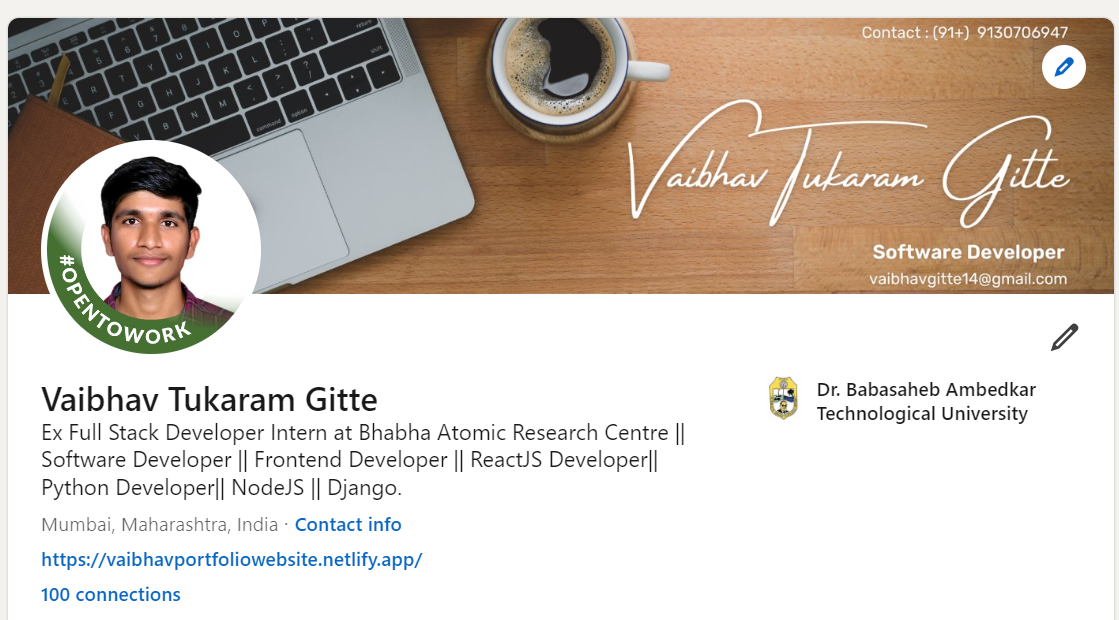 Contact : (91+) 9130706947
Vaibhav Tukaram Gitte
Software Developer
vaibhavgitte14@gmail.com
#OPENTOWORK
Vaibhav Tukaram Gitte
Ex Full Stack Developer Intern at Bhabha Atomic Research Centre ||
Software Developer || Frontend Developer || ReactJS Developer||
Python Developer|| NodeJS || Django.
Mumbai, Maharashtra, India · Contact info
https://vaibhavportfoliowebsite.netlify.app/
100 connections
Dr. Babasaheb Ambedkar
Technological University